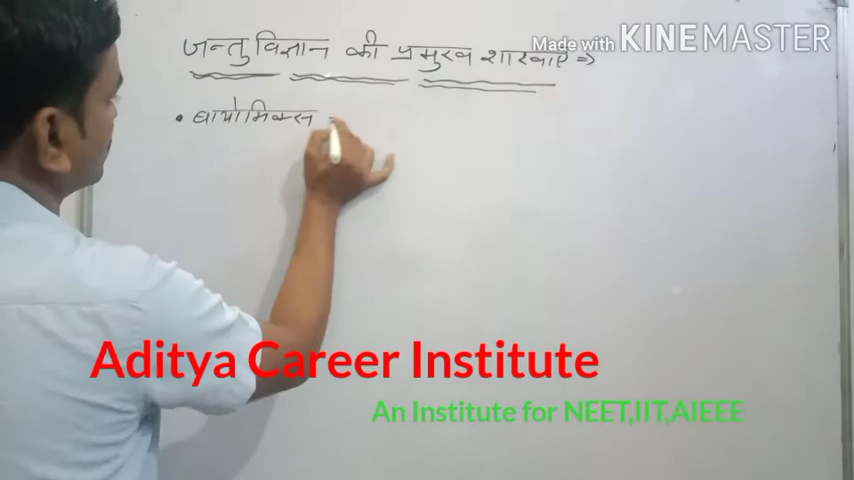 जन्तु विज्ञान की प्रमुख शाखाएं ⇒
Made with KINEMASTER
• बायोमिक्स
Aditya Career Institute
An Institute for NEET,IIT,AIEEE